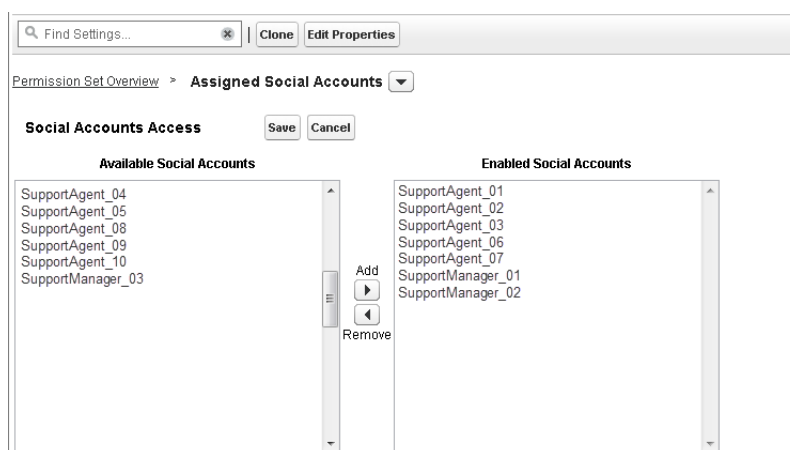 Find Settings... | Clone Edit Properties
Permission Set Overview > Assigned Social Accounts
Social Accounts Access Save Cancel
Available Social Accounts
SupportAgent_04
SupportAgent_05
SupportAgent_08
SupportAgent_09
SupportAgent_10
SupportManager_03
Add
Remove
Enabled Social Accounts
SupportAgent_01
SupportAgent_02
SupportAgent_03
SupportAgent_06
SupportAgent_07
SupportManager_01
SupportManager_02